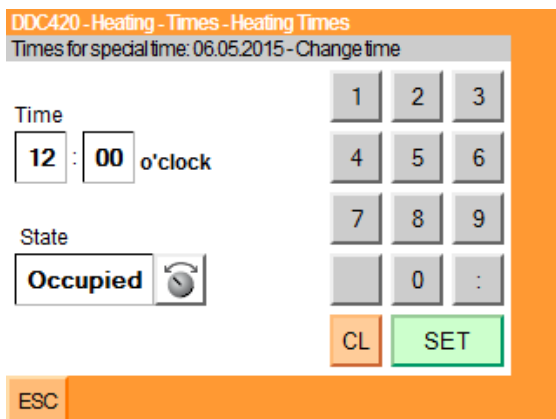 DDC420 - Heating - Times - Heating Times
Times for special time: 06.05.2015 - Change time
Time
12 : 00 o'clock
State
Occupied
1 2 3
4 5 6
7 8 9
0 :
CL SET
ESC